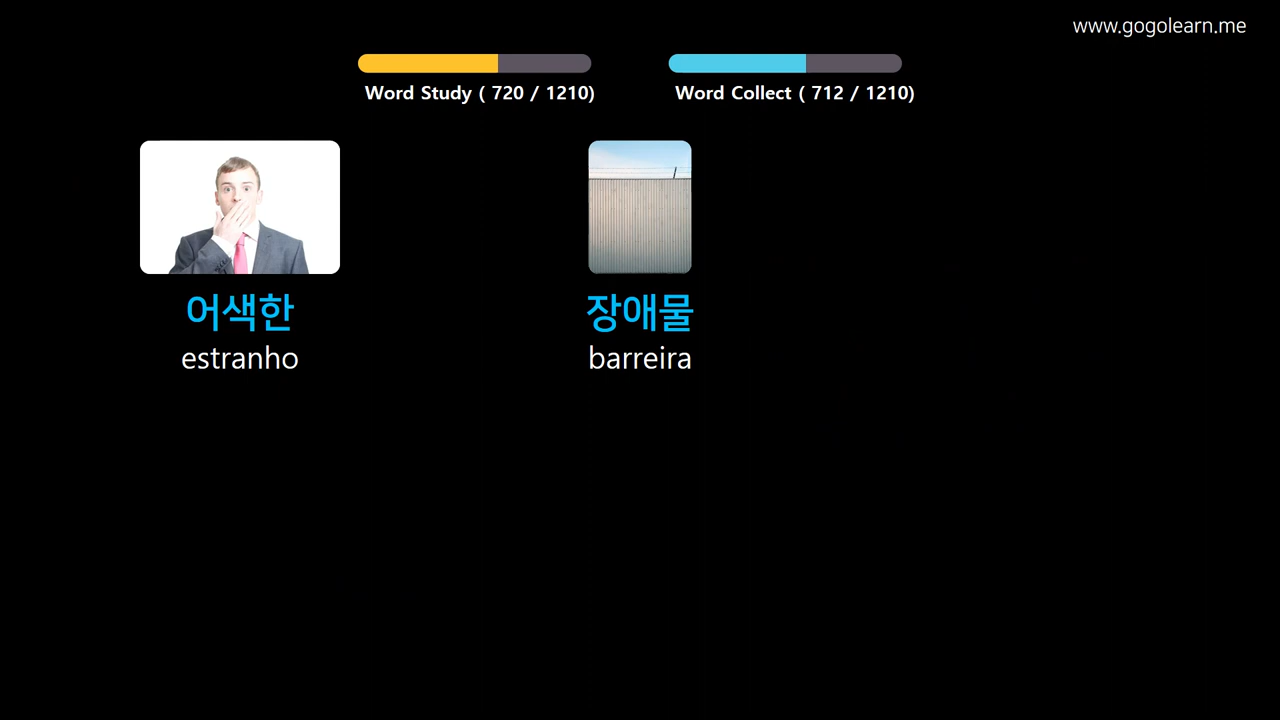 www.gogolearn.me
Word Study ( 720 / 1210)
Word Collect ( 712 / 1210)
어색한
estranho
장애물
barreira